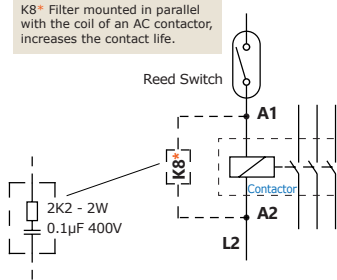 K8* Filter mounted in parallel
with the coil of an AC contactor,
increases the contact life.
Reed Switch
A1
K8*
Contactor
2K2 - 2W
0.1µF 400V
A2
L2